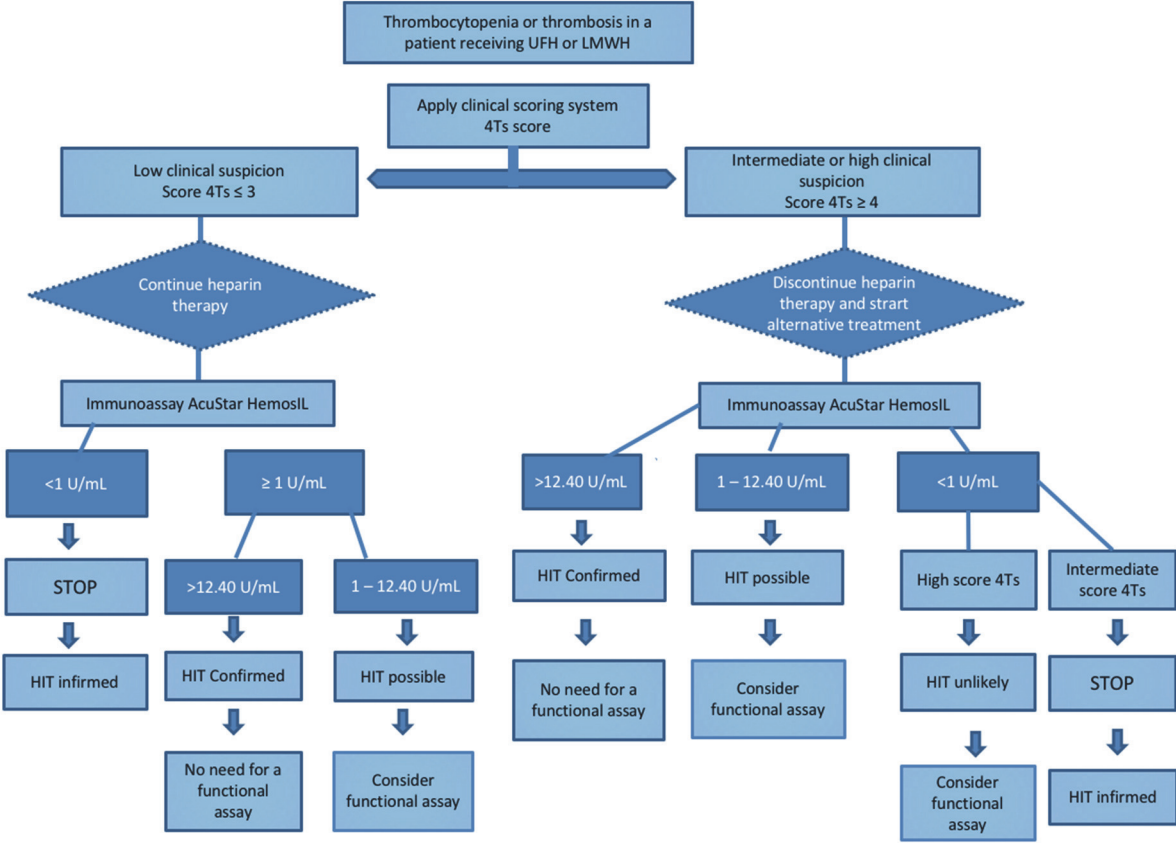 Thrombocytopenia or thrombosis in a
patient receiving UFH or LMWH
Apply clinical scoring system
4Ts score
Low clinical suspicion
Score 4Ts ≤ 3
Intermediate or high clinical
suspicion
Score 4Ts ≥ 4
Continue heparin
therapy
Discontinue heparin
therapy and strart
alternative treatment
Immunoassay AcuStar HemosIL
Immunoassay AcuStar HemosIL
<1 U/mL
≥ 1 U/mL
>12.40 U/mL
1 – 12.40 U/mL
<1 U/mL
STOP
>12.40 U/mL
1 – 12.40 U/mL
HIT Confirmed
HIT possible
High score 4Ts
Intermediate
score 4Ts
HIT infirmed
HIT Confirmed
HIT possible
No need for a
functional assay
Consider
functional assay
HIT unlikely
STOP
No need for a
functional
assay
Consider
functional assay
Consider
functional
assay
HIT infirmed